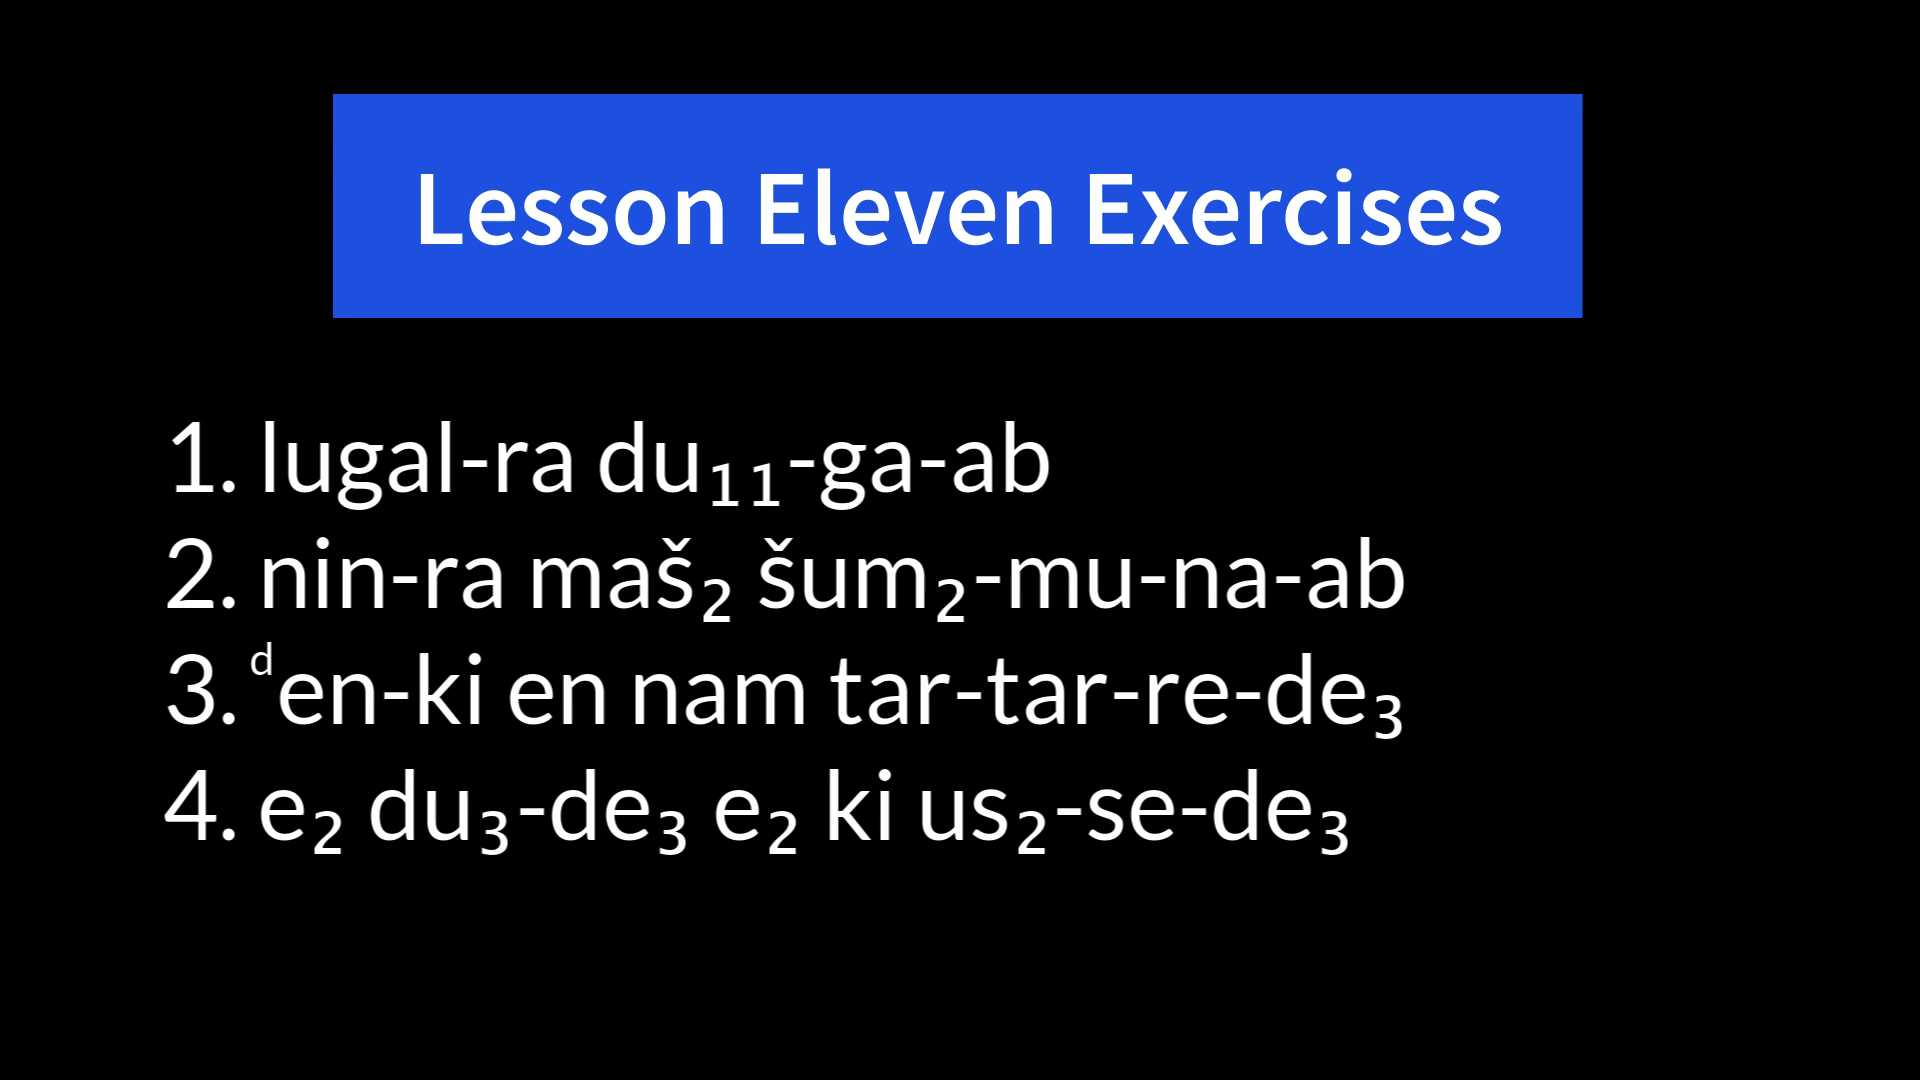 Lesson Eleven Exercises
1. lugal-ra du₁₁-ga-ab
2. nin-ra maš₂ šum₂-mu-na-ab
3. ᵈen-ki en nam tar-tar-re-de₃
4. e₂ du₃-de₃ e₂ ki us₂-se-de₃